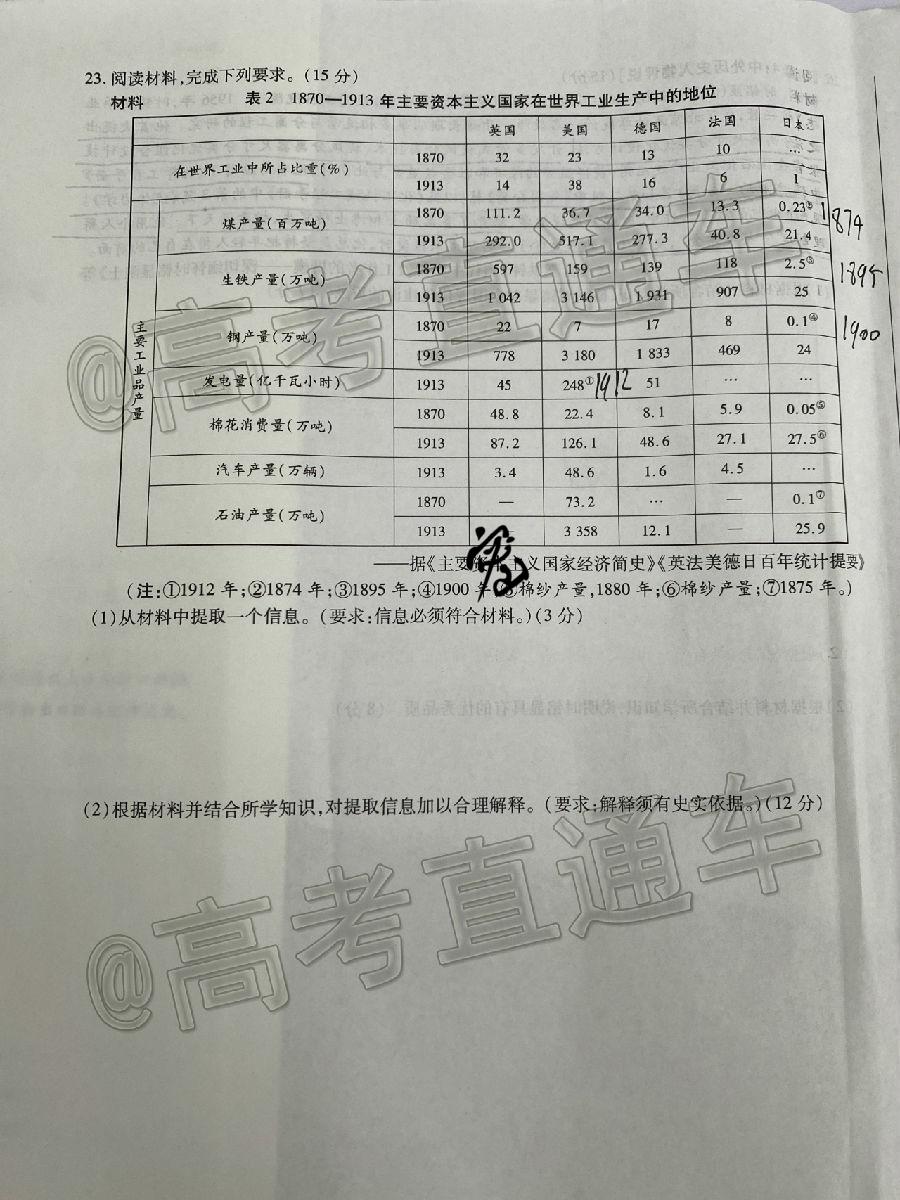 23. 阅读材料,完成下列要求。(15 分)
材料 表 2 1870—1913 年主要资本主义国家在世界工业生产中的地位
英国 美国 德国 法国 日本
在世界工业中所占比重(%) 1870 32 23 13 10 …
1913 14 38 16 6 1
主要工业品产量
煤产量(百万吨) 1870 111.2 36.7 34.0 13.3 0.23② 1874
1913 292.0 517.1 277.3 40.8 21.4
生铁产量(万吨) 1870 597 159 139 118 2.5③ 1895
1913 1 042 3 146 1 931 907 25
钢产量(万吨) 1870 22 7 17 8 0.1④ 1900
1913 778 3 180 1 833 469 24
发电量(亿千瓦小时) 1913 45 248① 1912 51 … …
棉花消费量(万吨) 1870 48.8 22.4 8.1 5.9 0.05⑤
1913 87.2 126.1 48.6 27.1 27.5⑥
汽车产量(万辆) 1913 3.4 48.6 1.6 4.5 …
石油产量(万吨) 1870 — 73.2 … — 0.1⑦
1913 3 358 12.1 — 25.9
——据《主要资本主义国家经济简史》《英法美德日百年统计提要》
(注:①1912 年;②1874 年;③1895 年;④1900 年;⑤棉纱产量,1880 年;⑥棉纱产量;⑦1875 年。)
(1)从材料中提取一个信息。(要求:信息必须符合材料。)(3 分)
(2)根据材料并结合所学知识,对提取信息加以合理解释。(要求:解释须有史实依据。)(12 分)
@高考直通车
@高考直通车